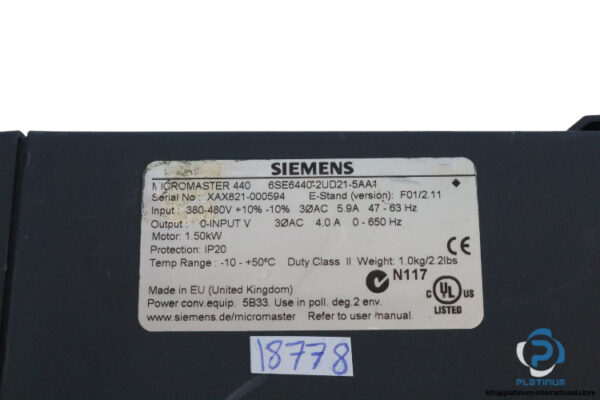 SIEMENS
MICROMASTER 440 6SE6440-2UD21-5AA1
Serial No : XAX821-000594 E-Stand (version): F01/2.11
Input : 380-480V +10% -10% 3ØAC 5.9A 47 - 63 Hz
Output : 0-INPUT V 3ØAC 4.0 A 0 - 650 Hz
Motor: 1.50kW
Protection: IP20
Temp Range : -10 - +50°C Duty Class II Weight: 1.0kg/2.2lbs
CE
N117
Made in EU (United Kingdom)
Power conv.equip. 5B33. Use in poll. deg.2 env.
www.siemens.de/micromaster Refer to user manual.
C UL US
LISTED
18778
PLATINUM
info@platinum-international.store